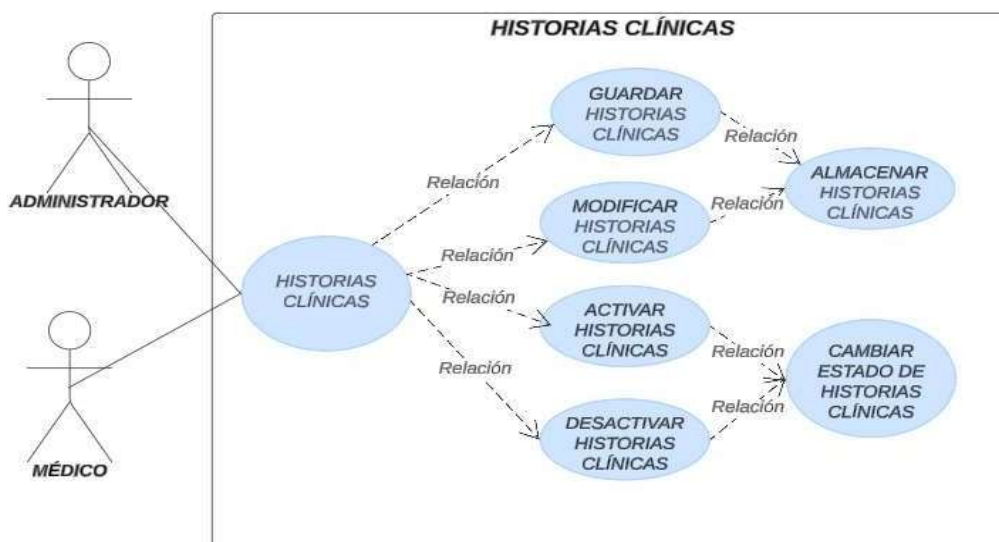 HISTORIAS CLÍNICAS
GUARDAR
HISTORIAS
CLÍNICAS
Relación
ALMACENAR
HISTORIAS
CLÍNICAS
Relación
ADMINISTRADOR
MODIFICAR
HISTORIAS
CLÍNICAS
Relación
Relación
HISTORIAS
CLÍNICAS
Relación
ACTIVAR
HISTORIAS
CLÍNICAS
Relación
CAMBIAR
ESTADO DE
HISTORIAS
CLÍNICAS
Relación
Relación
DESACTIVAR
HISTORIAS
CLÍNICAS
MÉDICO